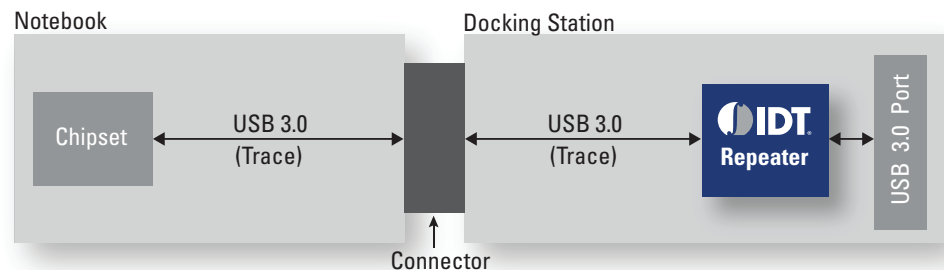 Notebook
Docking Station
Chipset
USB 3.0
(Trace)
USB 3.0
(Trace)
IDT
Repeater
USB 3.0 Port
Connector